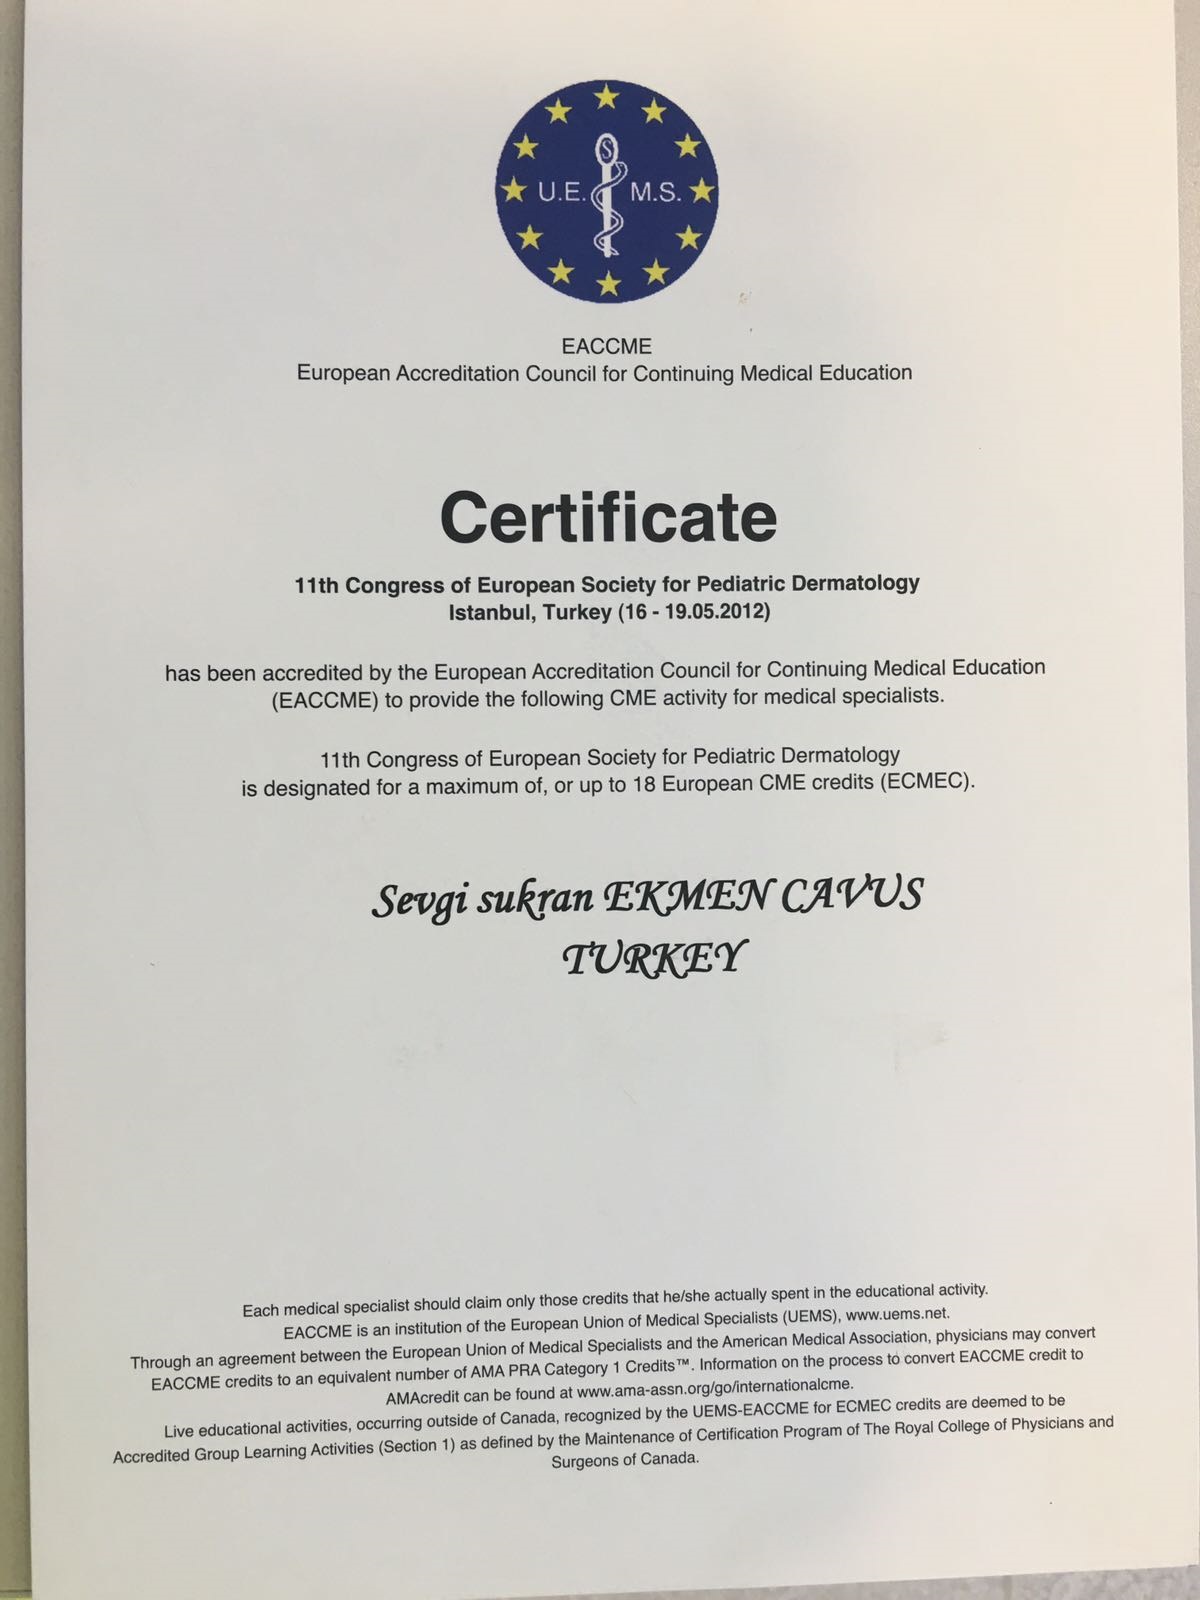 S
U.E. M.S.
EACCME
European Accreditation Council for Continuing Medical Education
Certificate
11th Congress of European Society for Pediatric Dermatology
Istanbul, Turkey (16 - 19.05.2012)
has been accredited by the European Accreditation Council for Continuing Medical Education
(EACCME) to provide the following CME activity for medical specialists.
11th Congress of European Society for Pediatric Dermatology
is designated for a maximum of, or up to 18 European CME credits (ECMEC).
Sevgi sukran EKMEN CAVUS
TURKEY
Each medical specialist should claim only those credits that he/she actually spent in the educational activity.
EACCME is an institution of the European Union of Medical Specialists (UEMS), www.uems.net.
Through an agreement between the European Union of Medical Specialists and the American Medical Association, physicians may convert
EACCME credits to an equivalent number of AMA PRA Category 1 Credits™. Information on the process to convert EACCME credit to
AMAcredit can be found at www.ama-assn.org/go/internationalcme.
Live educational activities, occurring outside of Canada, recognized by the UEMS-EACCME for ECMEC credits are deemed to be
Accredited Group Learning Activities (Section 1) as defined by the Maintenance of Certification Program of The Royal College of Physicians and
Surgeons of Canada.